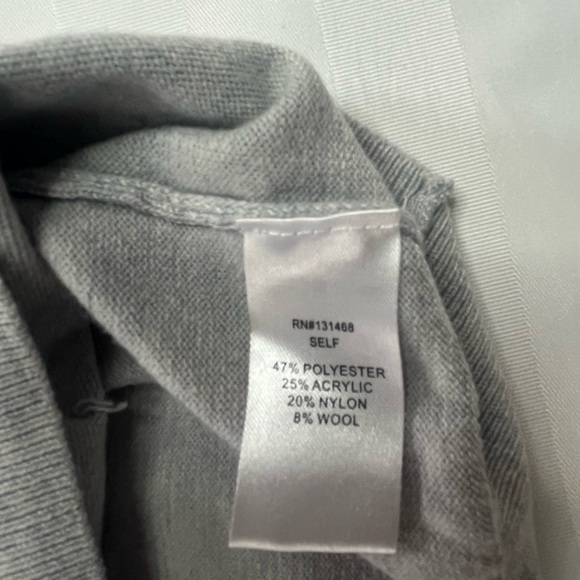 RN#131468
SELF
47% POLYESTER
25% ACRYLIC
20% NYLON
8% WOOL